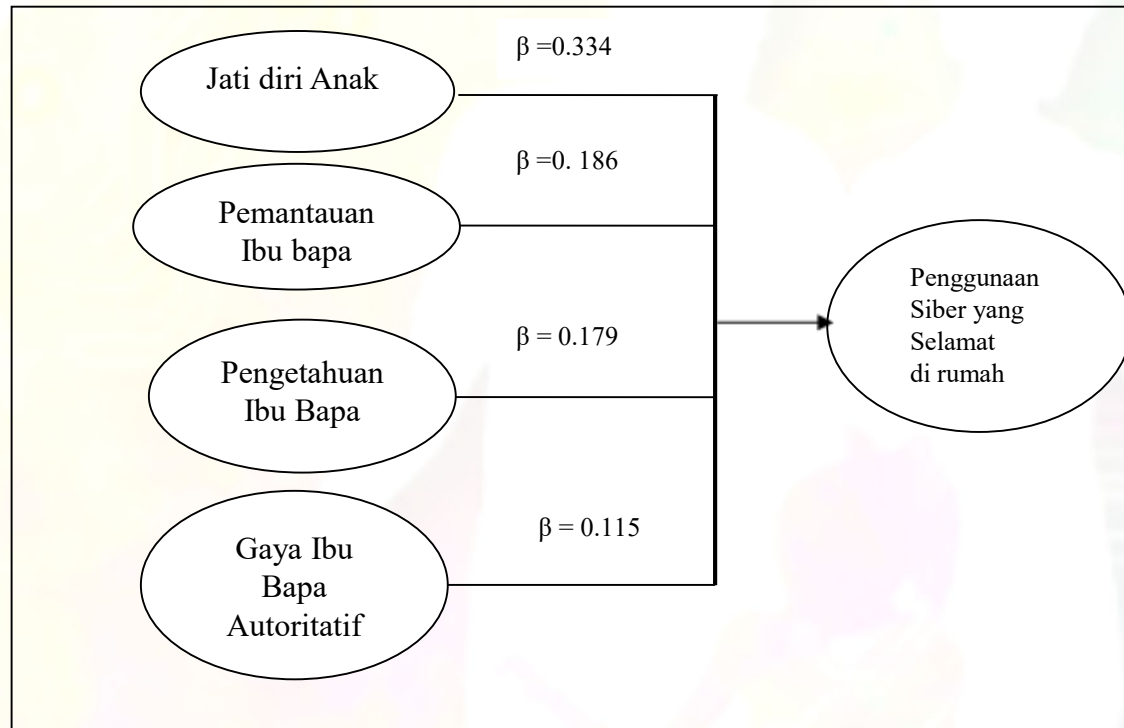 β =0.334
Jati diri Anak
β =0. 186
Pemantauan
Ibu bapa
β = 0.179
Pengetahuan
Ibu Bapa
β = 0.115
Gaya Ibu
Bapa
Autoritatif
Penggunaan
Siber yang
Selamat
di rumah